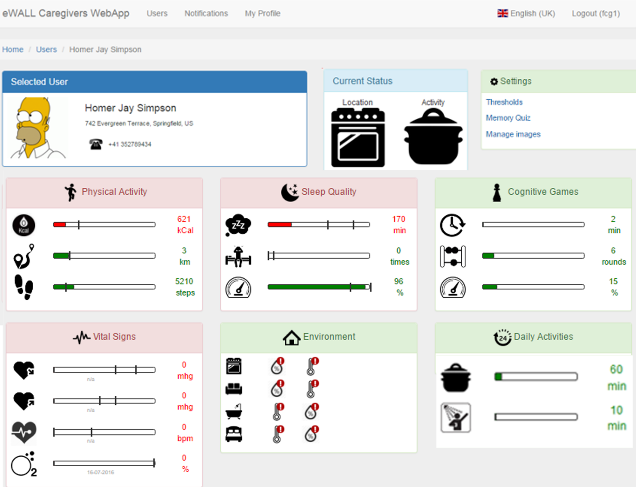 eWALL Caregivers WebApp Users Notifications My Profile English (UK) Logout (fcg1)
Home / Users / Homer Jay Simpson
Selected User
Homer Jay Simpson
742 Evergreen Terrace, Springfield, US
+41 352789434
Current Status
Location Activity
Settings
Thresholds
Memory Quiz
Manage images
Physical Activity
Kcal
621
kCal
3
km
5210
steps
Sleep Quality
zzz
170
min
0
times
96
%
Cognitive Games
2
min
6
rounds
15
%
Vital Signs
0
mhg
n/a
0
mhg
n/a
0
bpm
n/a
2
0
%
16-07-2016
Environment
%
%
%
%
24
Daily Activities
60
min
10
min